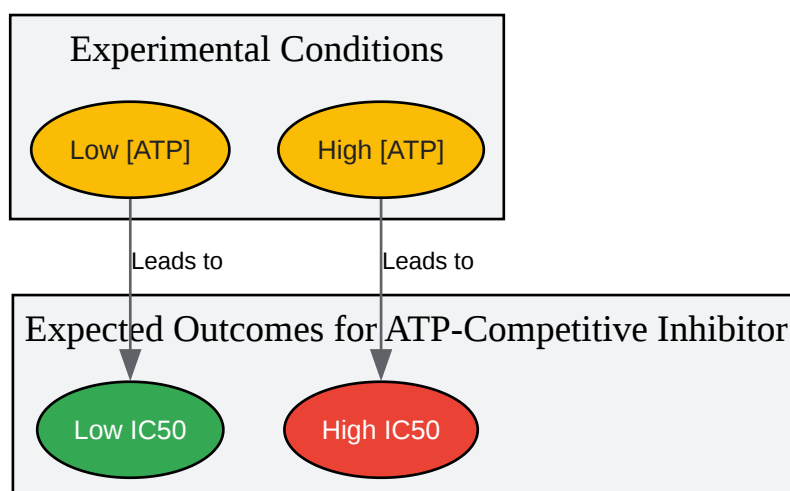 Experimental Conditions
Low [ATP]
High [ATP]
Leads to
Leads to
Expected Outcomes for ATP-Competitive Inhibitor
Low IC50
High IC50